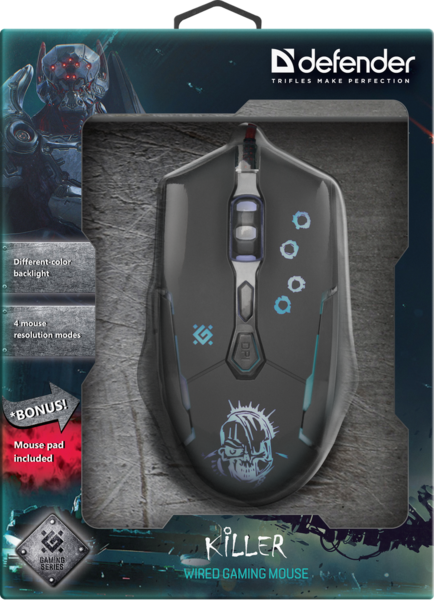 defender
TRIFLES MAKE PERFECTION
Different-color
backlight
4 mouse
resolution modes
*BONUS!
Mouse pad
included
GAMING
SERIES
KiLLER
WIRED GAMING MOUSE